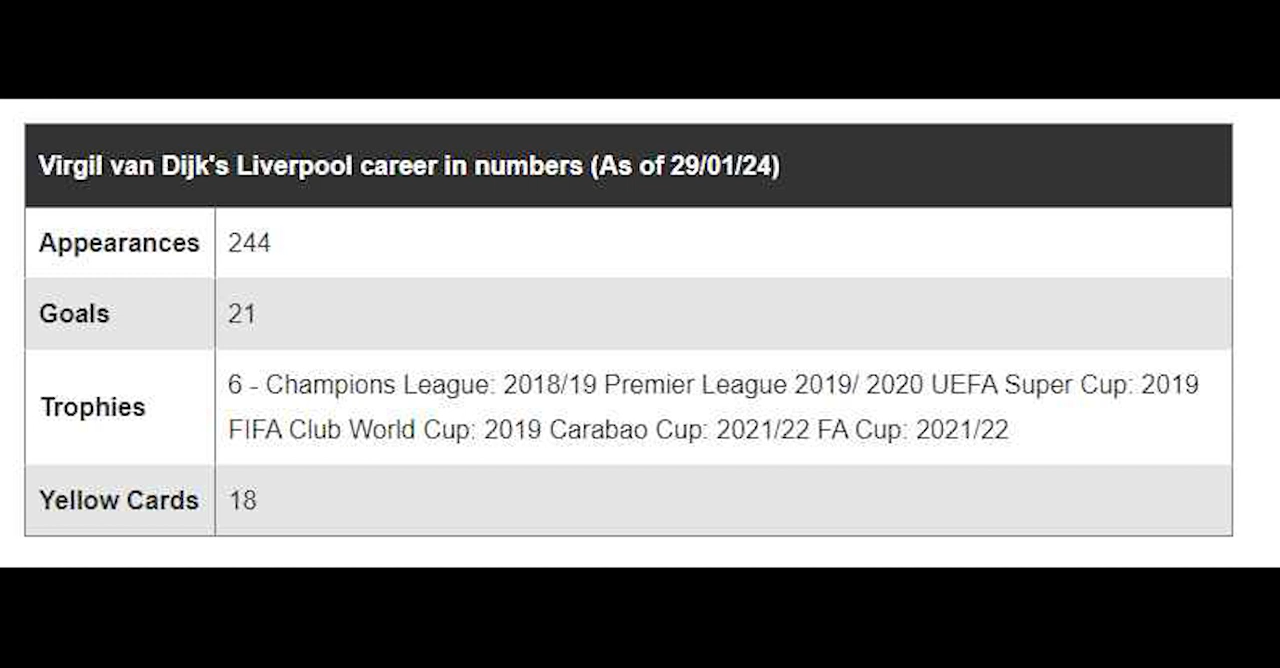 Virgil van Dijk's Liverpool career in numbers (As of 29/01/24)
Appearances 244
Goals 21
Trophies 6 - Champions League: 2018/19 Premier League 2019/ 2020 UEFA Super Cup: 2019
FIFA Club World Cup: 2019 Carabao Cup: 2021/22 FA Cup: 2021/22
Yellow Cards 18